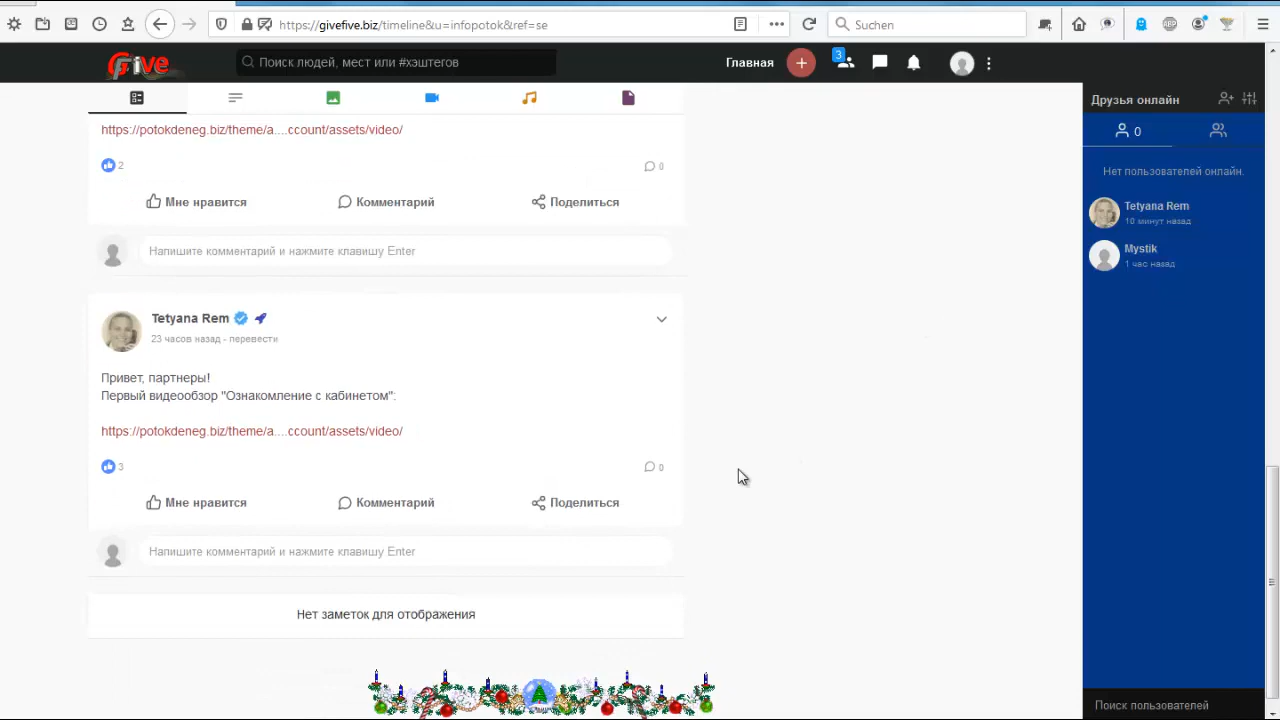 https://givefive.biz/timeline&u=infopotok&ref=se
Suchen
Give
Поиск людей, мест или #хэштегов
Главная
3
https://potokdeneg.biz/theme/a....ccount/assets/video/
2
0
Мне нравится
Комментарий
Поделиться
Напишите комментарий и нажмите клавишу Enter
Tetyana Rem
23 часов назад - перевести
Привет, партнеры!
Первый видеообзор "Ознакомление с кабинетом":
https://potokdeneg.biz/theme/a....ccount/assets/video/
3
0
Мне нравится
Комментарий
Поделиться
Напишите комментарий и нажмите клавишу Enter
Нет заметок для отображения
Друзья онлайн
0
Нет пользователей онлайн.
Tetyana Rem
10 минут назад
Mystik
1 час назад
Поиск пользователей